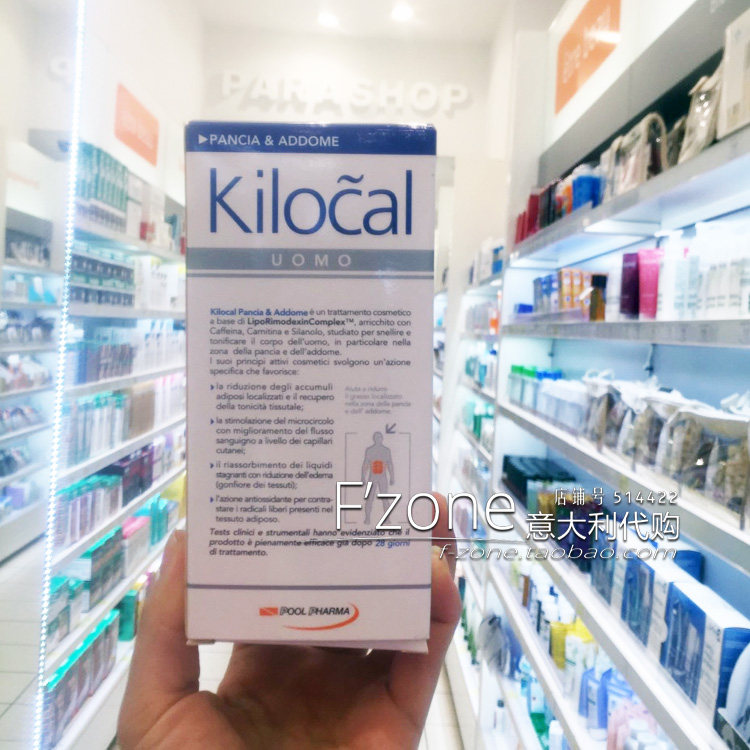 PARASHOP
▶PANCIA & ADDOME
Kilocal
UOMO
Kilocal Pancia & Addome è un trattamento cosmetico
a base di LipoRimodexinComplex™, arricchito con
Caffeina, Carnitina e Silanolo, studiato per snellire e
tonificare il corpo dell'uomo, in particolare nella
zona della pancia e dell'addome.
I suoi principi attivi cosmetici svolgono un'azione
specifica che favorisce:
la riduzione degli accumuli
adiposi localizzati e il recupero
della tonicità tissutale;
la stimolazione del microcircolo
con miglioramento del flusso
sanguigno a livello dei capillari
cutanei;
il riassorbimento dei liquidi
stagnanti con riduzione dell'edema
(gonfiore dei tessuti);
l'azione antiossidante per contra-
stare i radicali liberi presenti nel
tessuto adiposo.
Aiuta a ridurre
il grasso localizzato
nella zona della pancia
e dell'addome.
Tests clinici e strumentali hanno evidenziato che il
prodotto è pienamente efficace già dopo 28 giorni
di trattamento.
POOL PHARMA
F'zone
店铺号 514422
意大利代购
f-zone.taobao.com